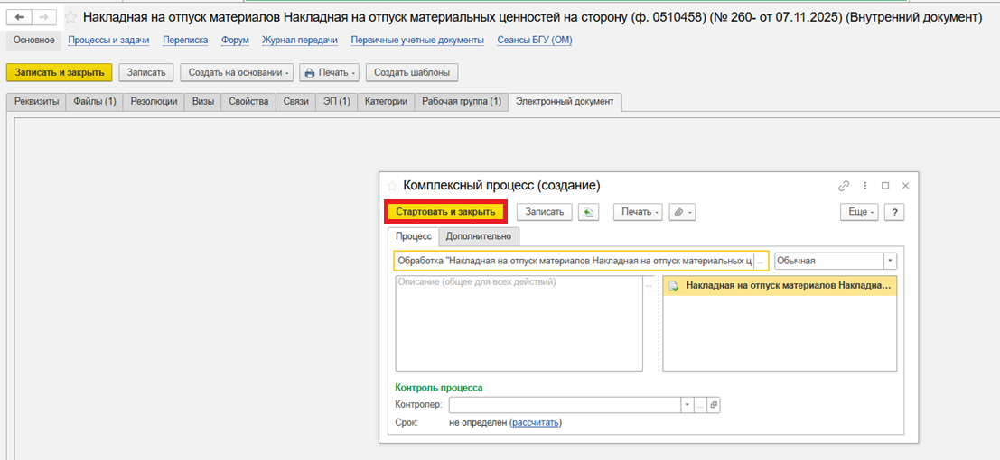 Накладная на отпуск материалов Накладная на отпуск материальных ценностей на сторону (ф. 0510458) (№ 260- от 07.11.2025) (Внутренний документ)
Основное Процессы и задачи Переписка Форум Журнал передачи Первичные учетные документы Сеансы БГУ (ОМ)
Записать и закрыть Записать Создать на основании Печать Создать шаблоны
Реквизиты Файлы (1) Резолюции Визы Свойства Связи ЭП (1) Категории Рабочая группа (1) Электронный документ
Комплексный процесс (создание)
Стартовать и закрыть Записать Печать Еще ?
Процесс Дополнительно
Обработка "Накладная на отпуск материалов Накладная на отпуск материальных ц ... Обычная
Описание (общее для всех действий) ... Накладная на отпуск материалов Накладна...
Контроль процесса
Контролер: ...
Срок: не определен (рассчитать)